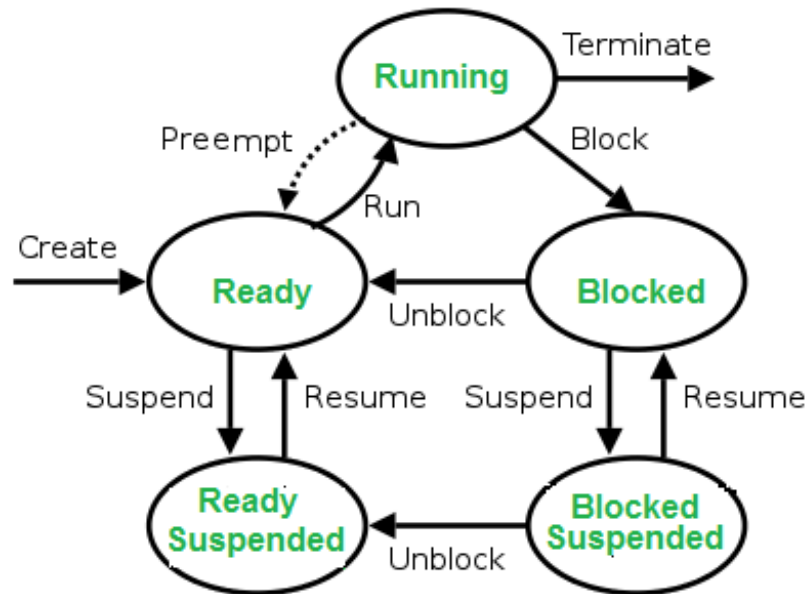 Terminate
Running
Preempt
Block
Run
Create
Ready
Blocked
Unblock
Suspend
Resume
Suspend
Resume
Ready
Suspended
Blocked
Suspended
Unblock